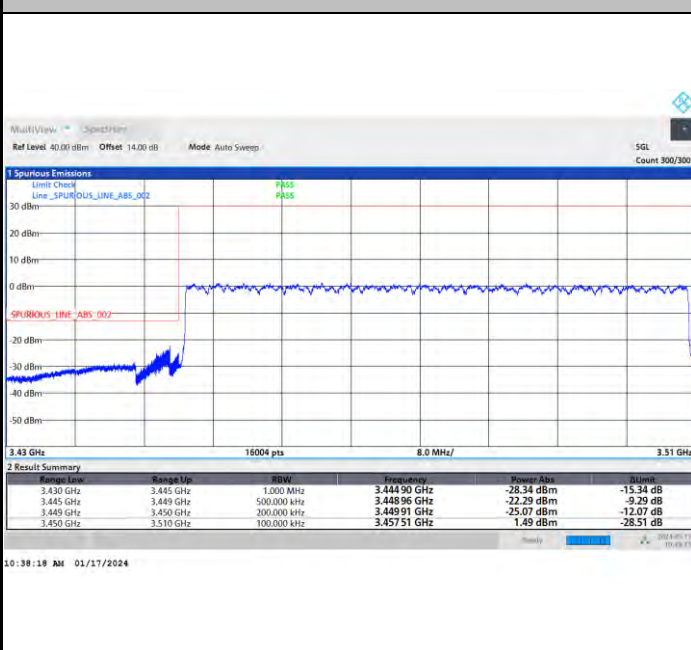 MultiView Spectrum
Ref Level 40.00 dBm Offset 14.00 dB Mode Auto Sweep
SGL
Count 300/300
1 Spurious Emissions
Limit Check PASS
Line _SPURIOUS_LINE_ABS_002 PASS
30 dBm
20 dBm
10 dBm
0 dBm
_SPURIOUS_LINE_ABS_002
-20 dBm
-30 dBm
-40 dBm
-50 dBm
3.43 GHz 16004 pts 8.0 MHz/ 3.51 GHz
2 Result Summary
Range Low Range Up RBW Frequency Power Abs ΔLimit
3.430 GHz 3.445 GHz 1.000 MHz 3.444 90 GHz -28.34 dBm -15.34 dB
3.445 GHz 3.449 GHz 500.000 kHz 3.448 96 GHz -22.29 dBm -9.29 dB
3.449 GHz 3.450 GHz 200.000 kHz 3.449 91 GHz -25.07 dBm -12.07 dB
3.450 GHz 3.510 GHz 100.000 kHz 3.457 51 GHz 1.49 dBm -28.51 dB
Ready
10:38:18 AM 01/17/2024